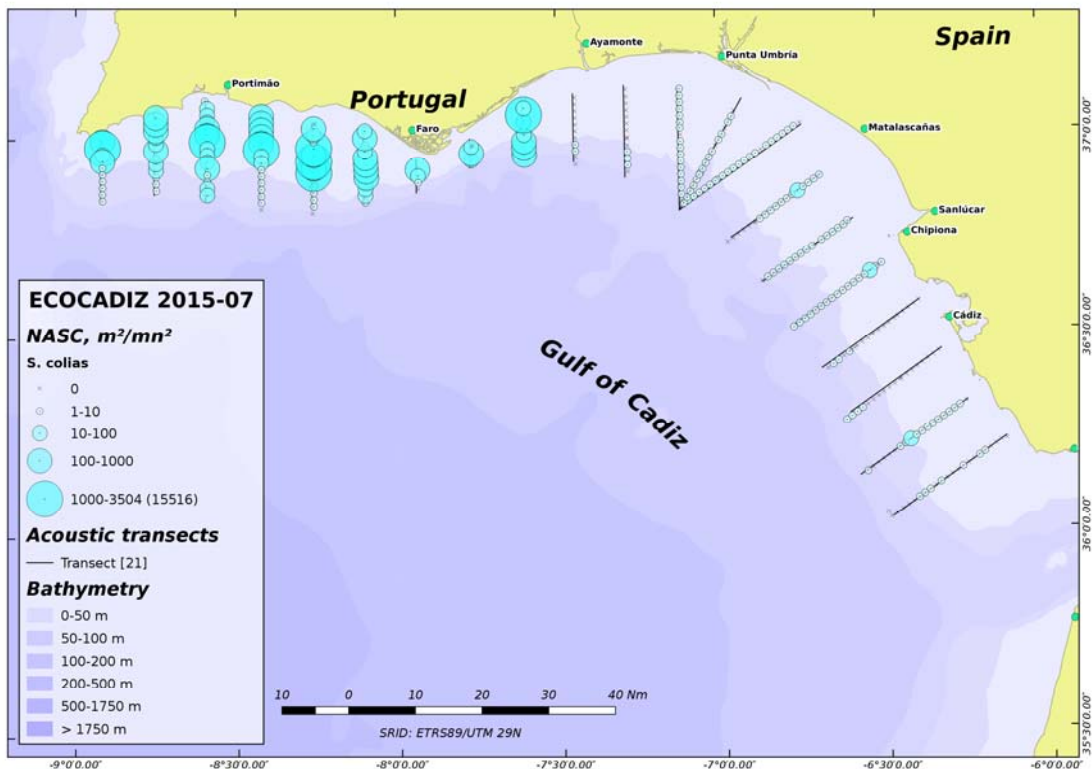 Spain
Ayamonte
Punta Umbría
Portimão
Portugal
Faro
Matalascañas
Sanlúcar
Chipiona
Cádiz
Gulf of Cadiz
37°0'0.00"
36°30'0.00"
36°0'0.00"
35°30'0.00"
ECOCADIZ 2015-07
NASC, m²/mn²
S. colias
0
1-10
10-100
100-1000
1000-3504 (15516)
Acoustic transects
Transect [21]
Bathymetry
0-50 m
50-100 m
100-200 m
200-500 m
500-1750 m
> 1750 m
10 0 10 20 30 40 Nm
SRID: ETRS89/UTM 29N
-9°0'0.00" -8°30'0.00" -8°0'0.00" -7°30'0.00" -7°0'0.00" -6°30'0.00" -6°0'0.00"